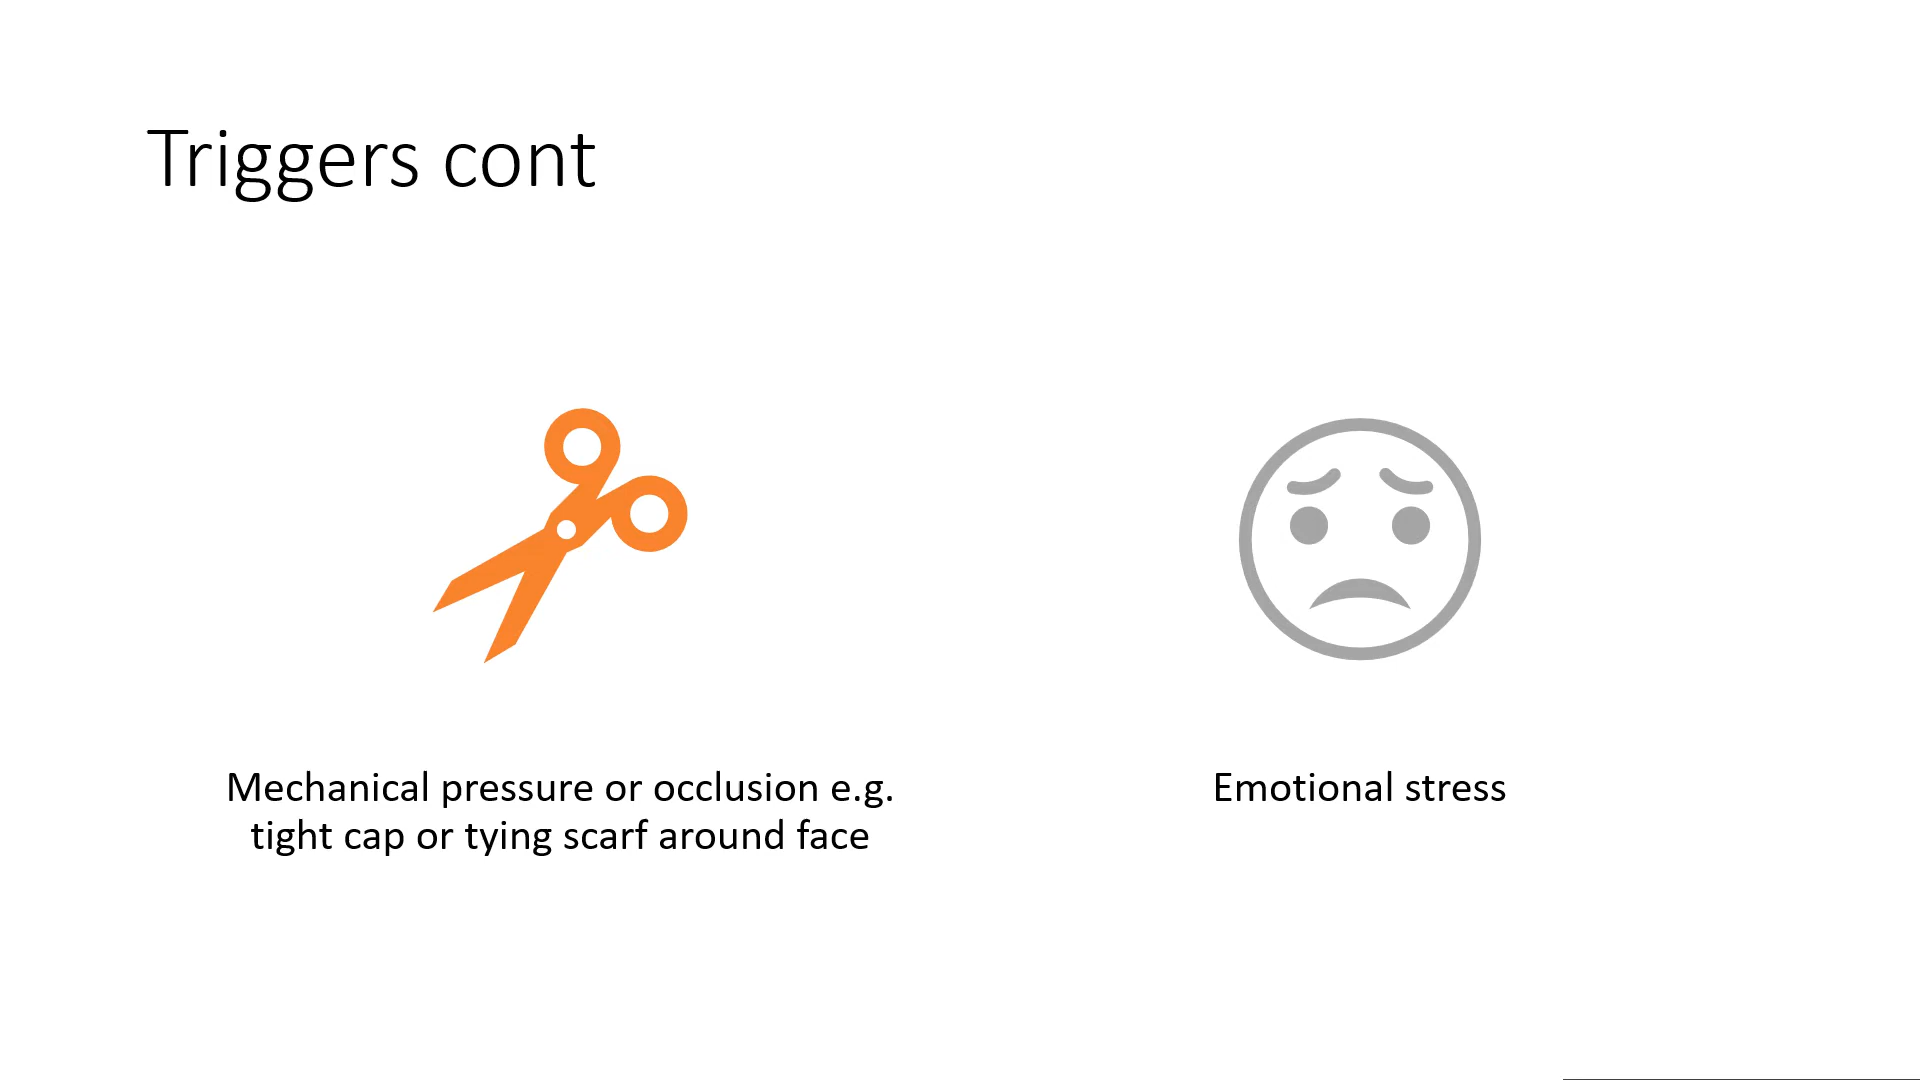 Triggers cont
Mechanical pressure or occlusion e.g.
tight cap or tying scarf around face
Emotional stress